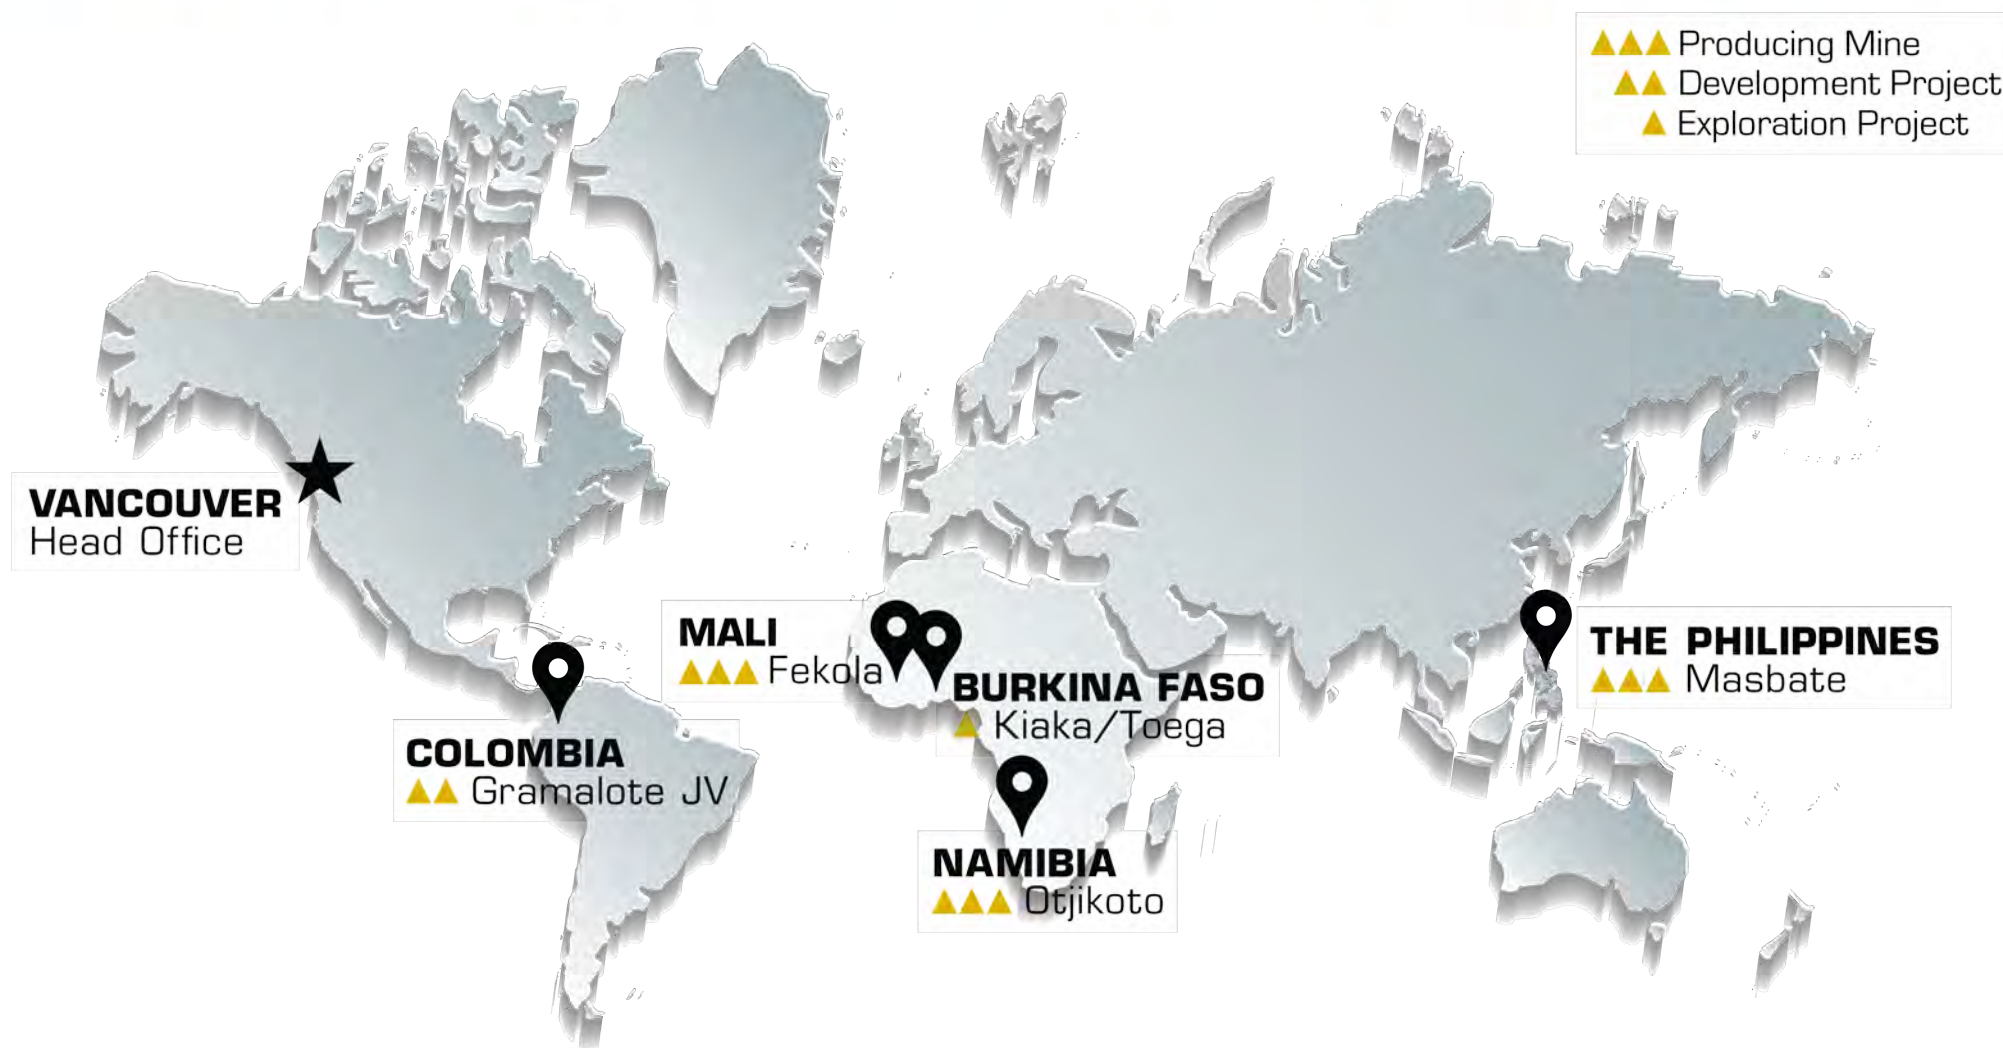 Producing Mine
Development Project
Exploration Project
VANCOUVER
Head Office
MALI
Fekola
BURKINA FASO
Kiaka/Toega
THE PHILIPPINES
Masbate
COLOMBIA
Gramalote JV
NAMIBIA
Otjikoto